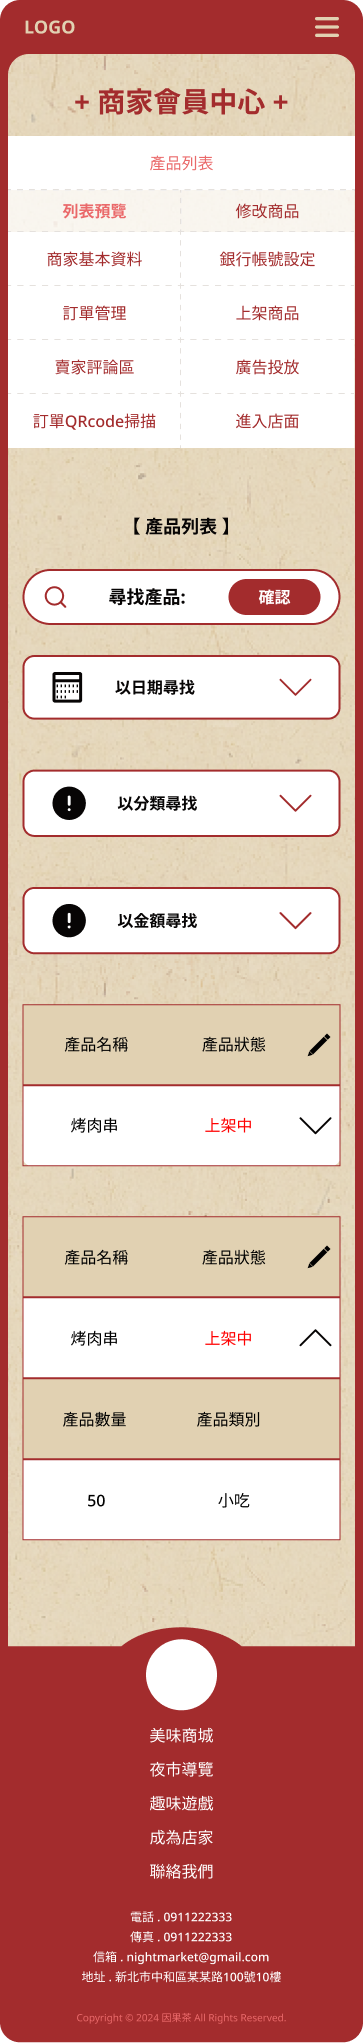 LOGO
+ 商家會員中心 +
產品列表
列表預覽 修改商品
商家基本資料 銀行帳號設定
訂單管理 上架商品
賣家評論區 廣告投放
訂單QRcode掃描 進入店面
【 產品列表 】
尋找產品: 確認
以日期尋找
以分類尋找
以金額尋找
產品名稱 產品狀態
烤肉串 上架中
產品名稱 產品狀態
烤肉串 上架中
產品數量 產品類別
50 小吃
美味商城
夜市導覽
趣味遊戲
成為店家
聯絡我們
電話 . 0911222333
傳真 . 0911222333
信箱 . nightmarket@gmail.com
地址 . 新北市中和區某某路100號10樓
Copyright © 2024 因果茶 All Rights Reserved.